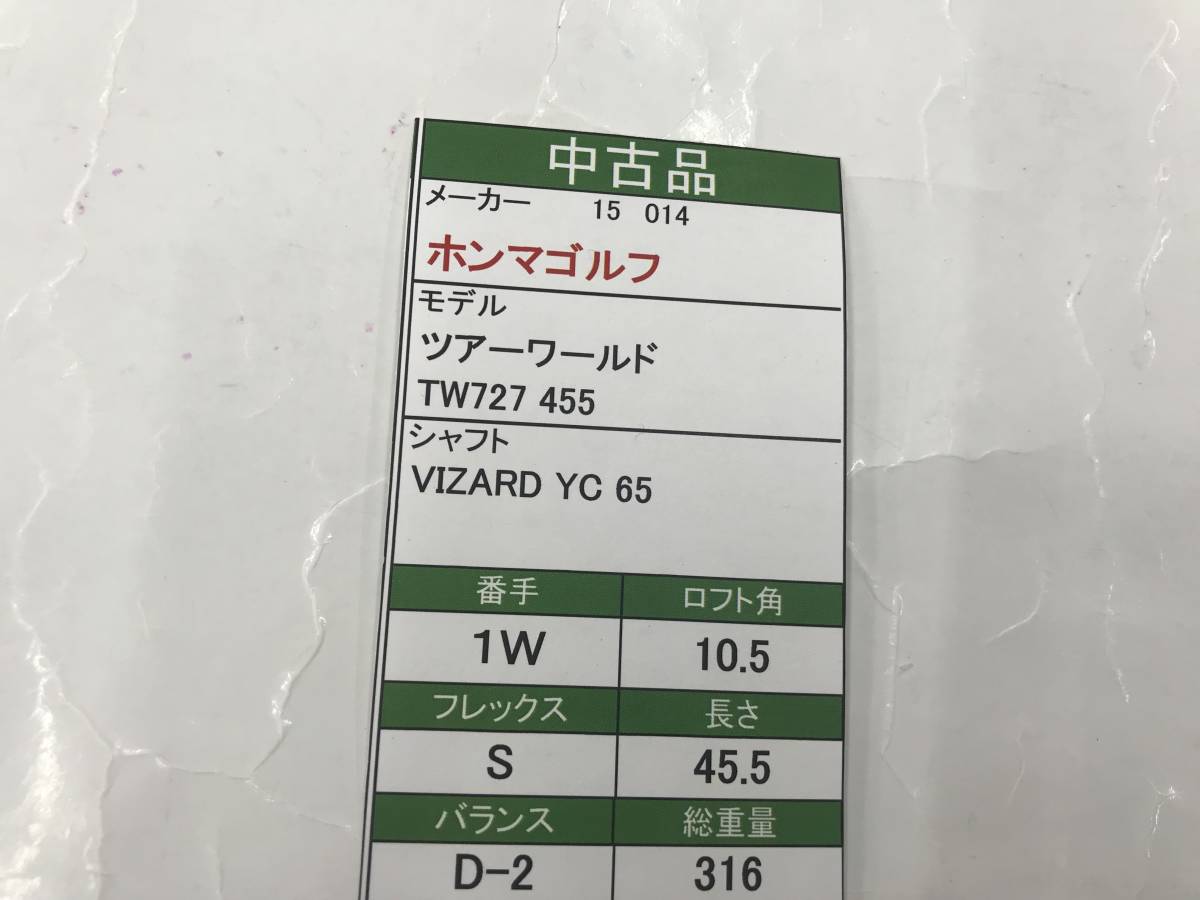 中古品
メーカー 15 014
ホンマゴルフ
モデル
ツアーワールド
TW727 455
シャフト
VIZARD YC 65
番手 ロフト角
1W 10.5
フレックス 長さ
S 45.5
バランス 総重量
D-2 316